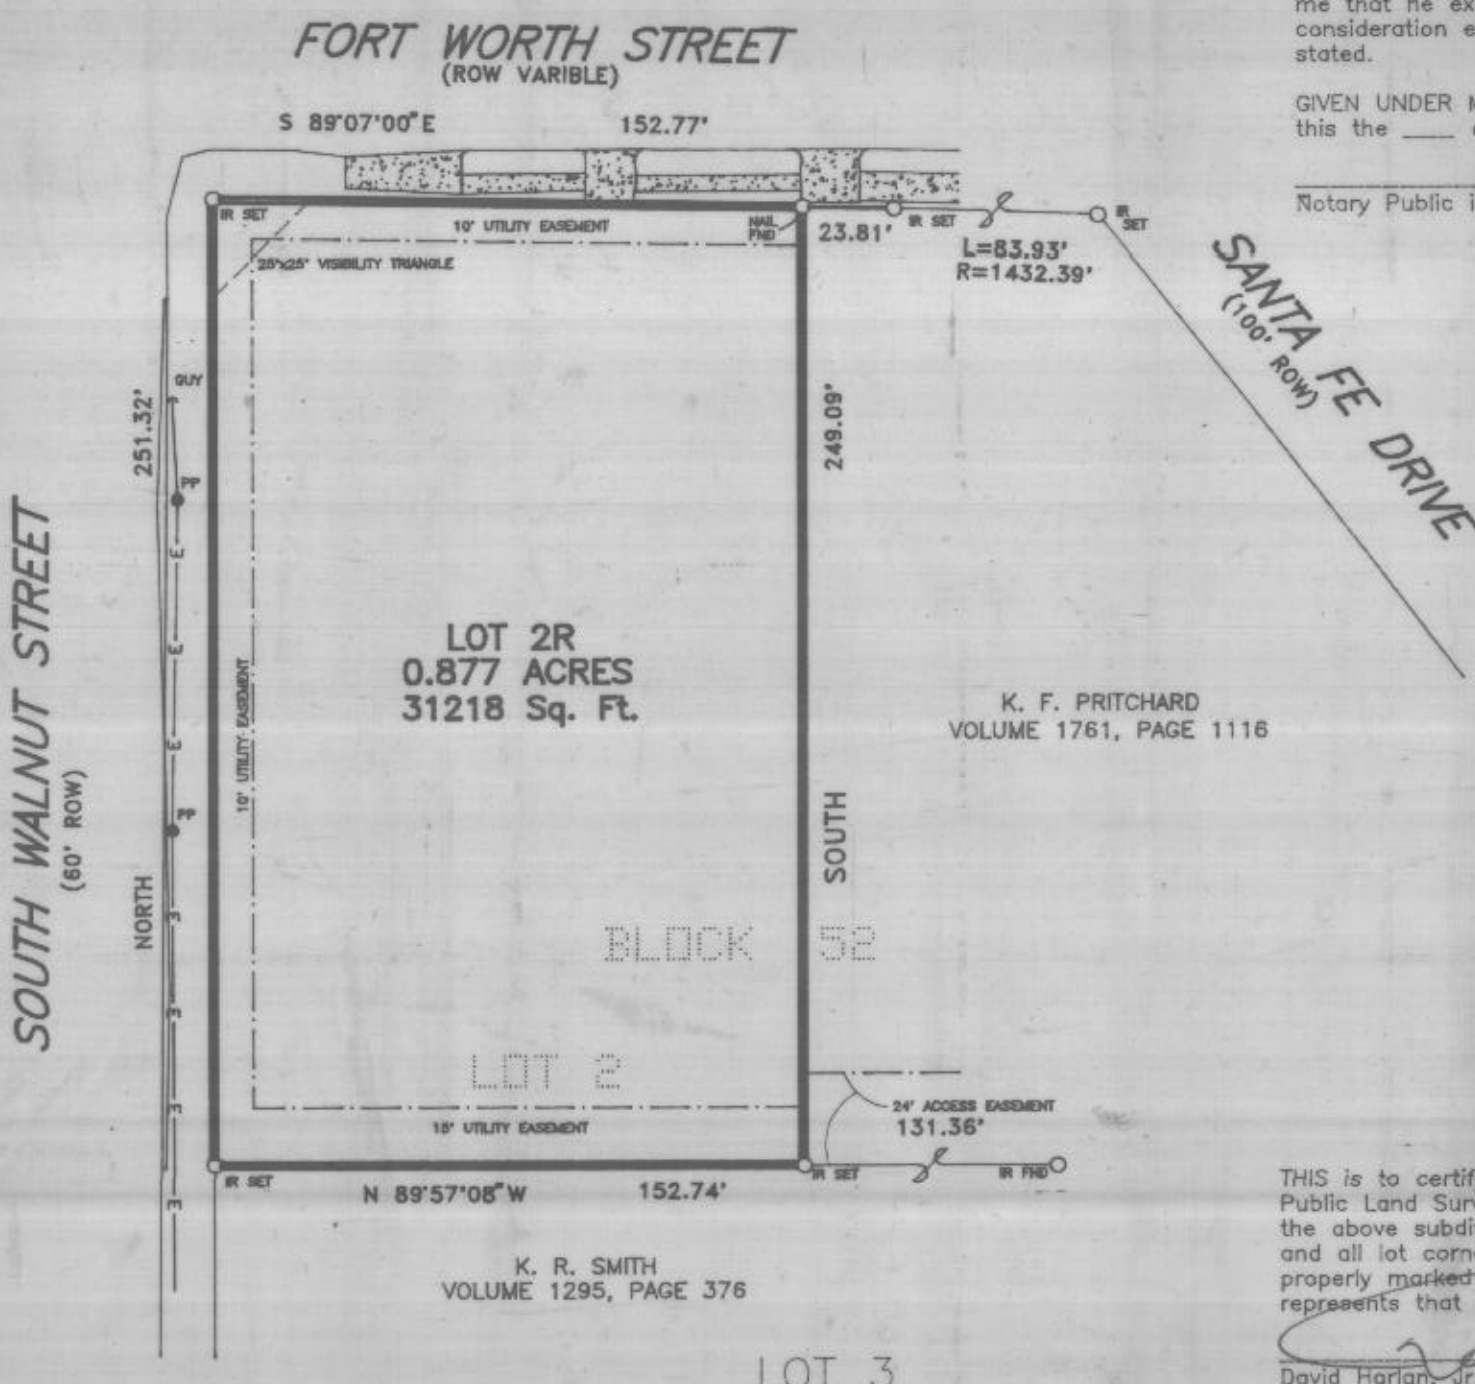 FORT WORTH STREET
(ROW VARIBLE)
S 89°07'00" E 152.77'
IR SET
10' UTILITY EASEMENT
NAIL FND
23.81'
IR SET
IR SET
L=83.93'
R=1432.39'
25'x25' VISIBILITY TRIANGLE
SANTA FE DRIVE
(100' ROW)
GUY
251.32'
249.09'
PP
E
E
E
SOUTH WALNUT STREET
(60' ROW)
10' UTILITY EASEMENT
LOT 2R
0.877 ACRES
31218 Sq. Ft.
K. F. PRITCHARD
VOLUME 1761, PAGE 1116
PP
NORTH
SOUTH
E
E
E
E
BLOCK 52
LOT 2
15' UTILITY EASEMENT
24' ACCESS EASEMENT
131.36'
IR SET
IR SET
IR FND
N 89°57'08" W 152.74'
K. R. SMITH
VOLUME 1295, PAGE 376
LOT 3
me that he ex
consideration e
stated.
GIVEN UNDER M
this the ____
Notary Public i
THIS is to certif
Public Land Surv
the above subdi
and all lot corne
properly marked
represents that
David Harlan, Jr